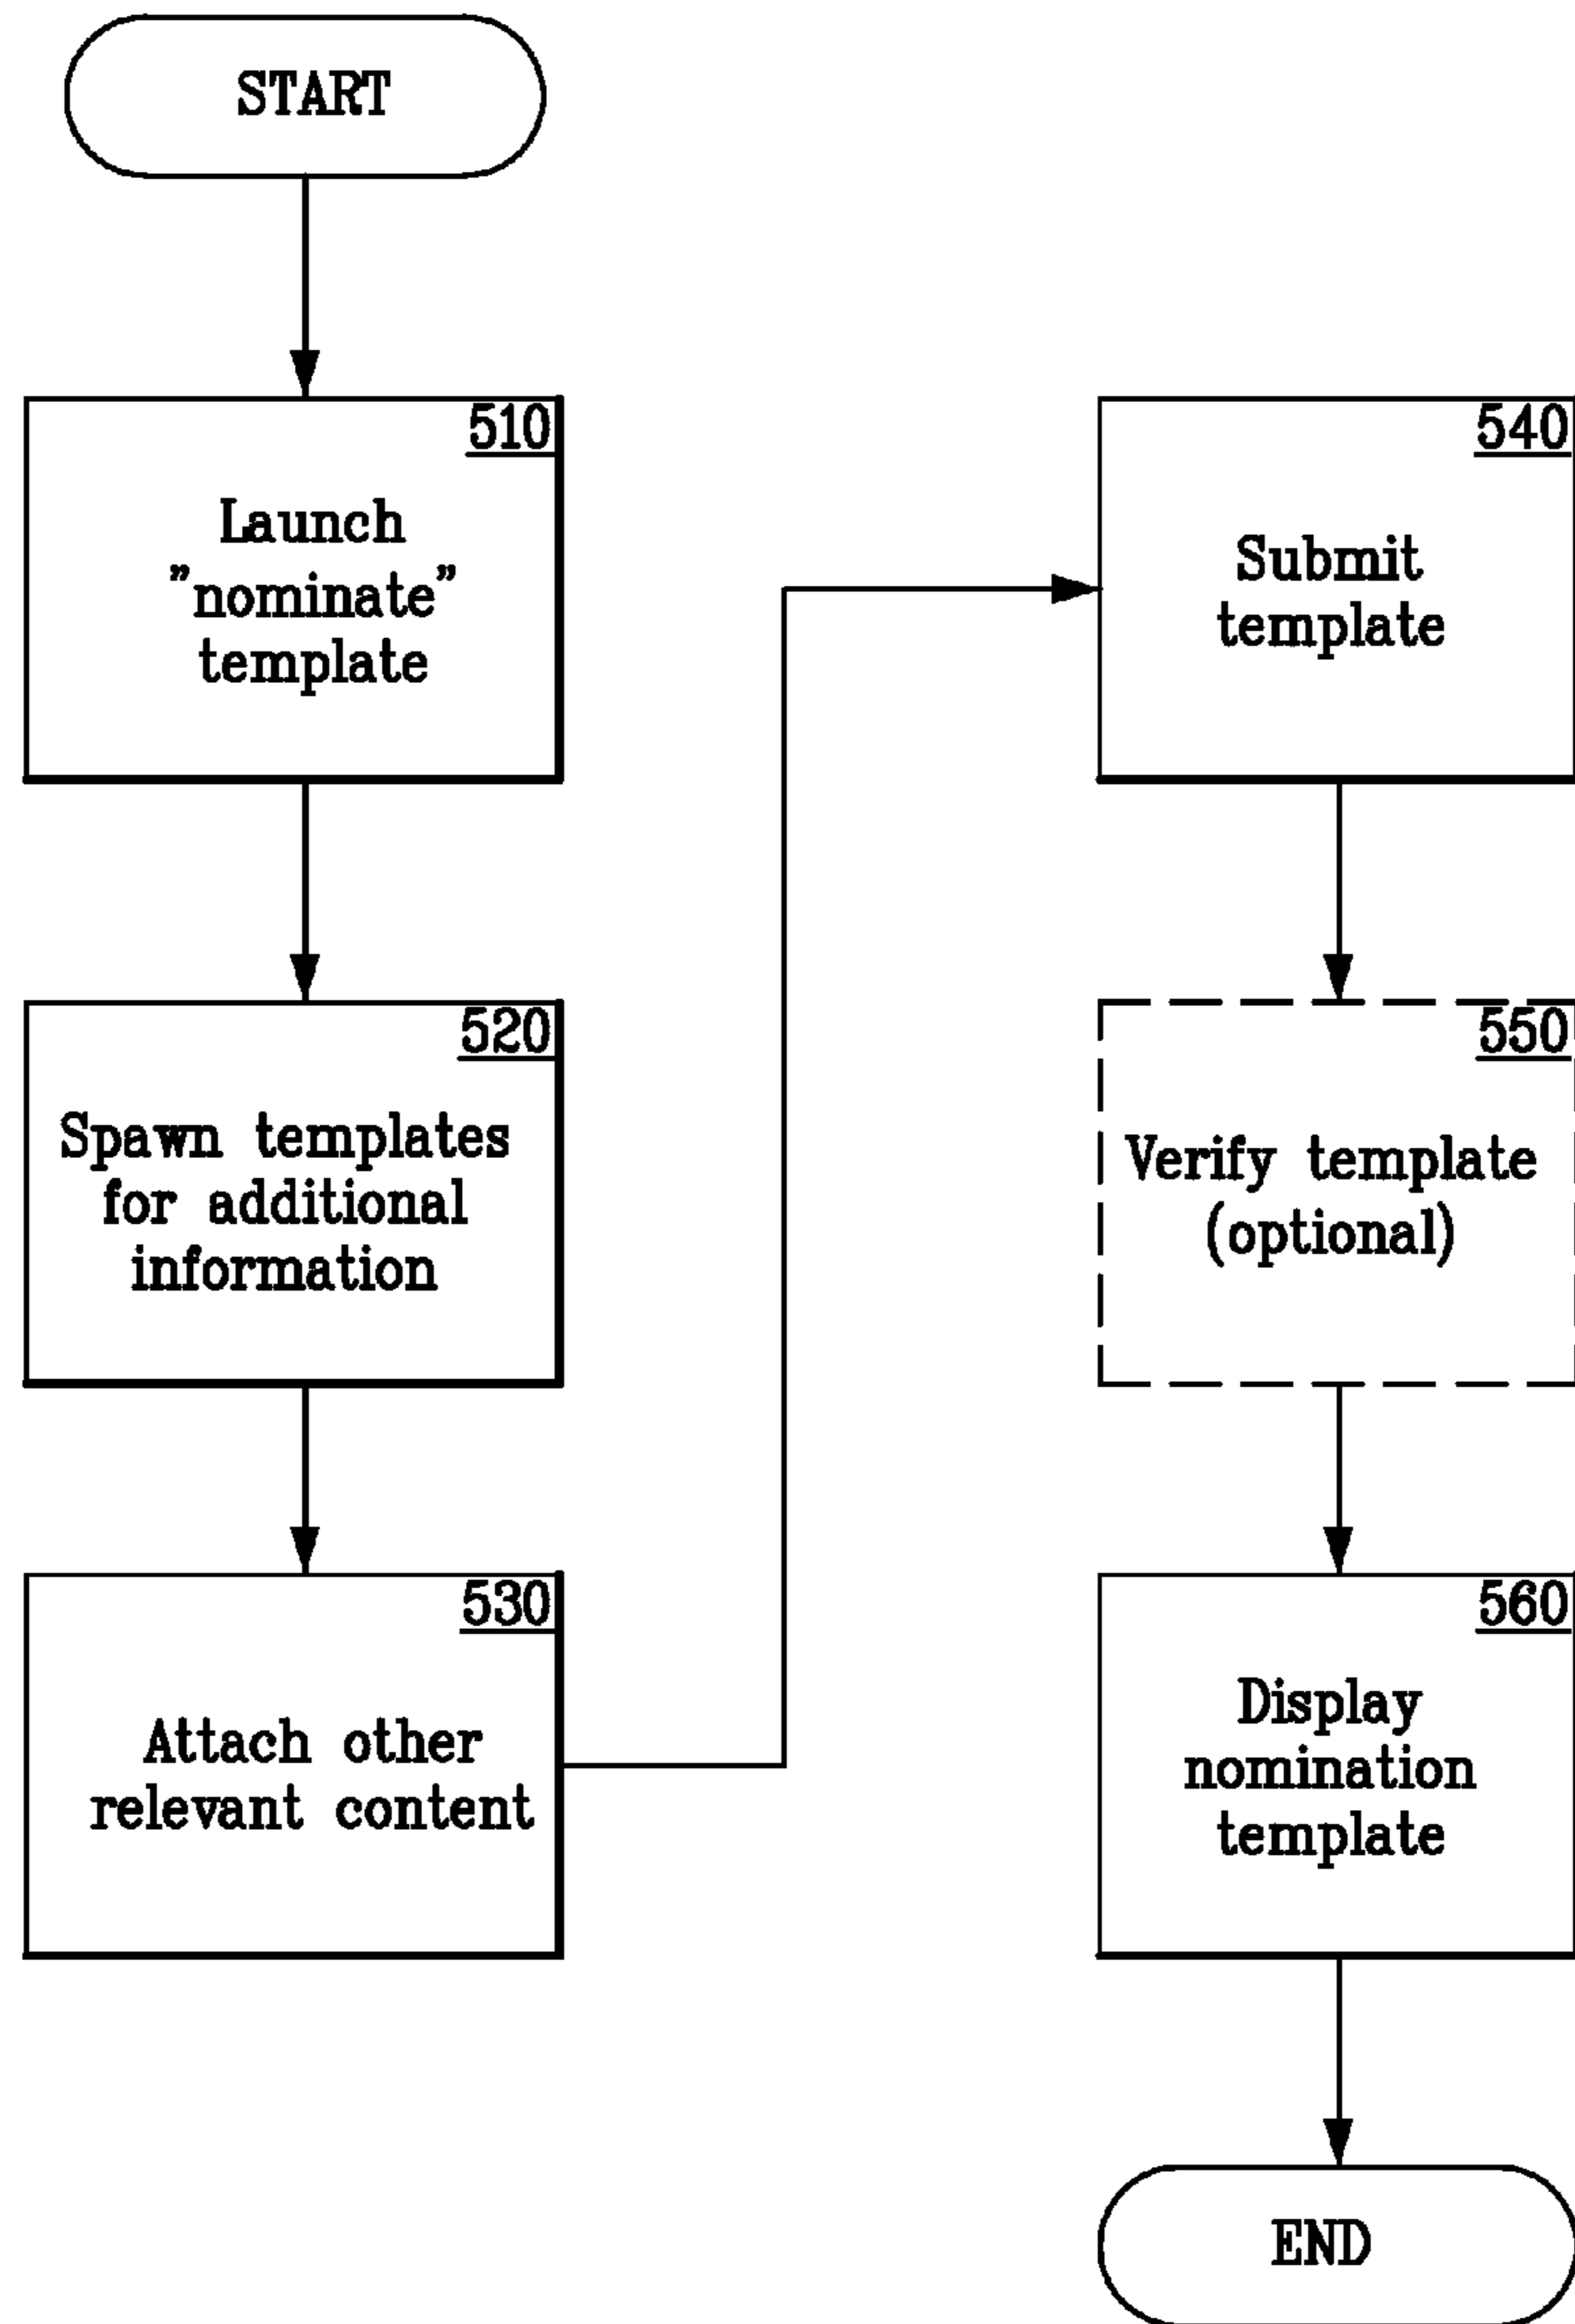 START
510
Launch
"nominate"
template
520
Spawn templates
for additional
information
530
Attach other
relevant content
540
Submit
template
550
Verify template
(optional)
560
Display
nomination
template
END